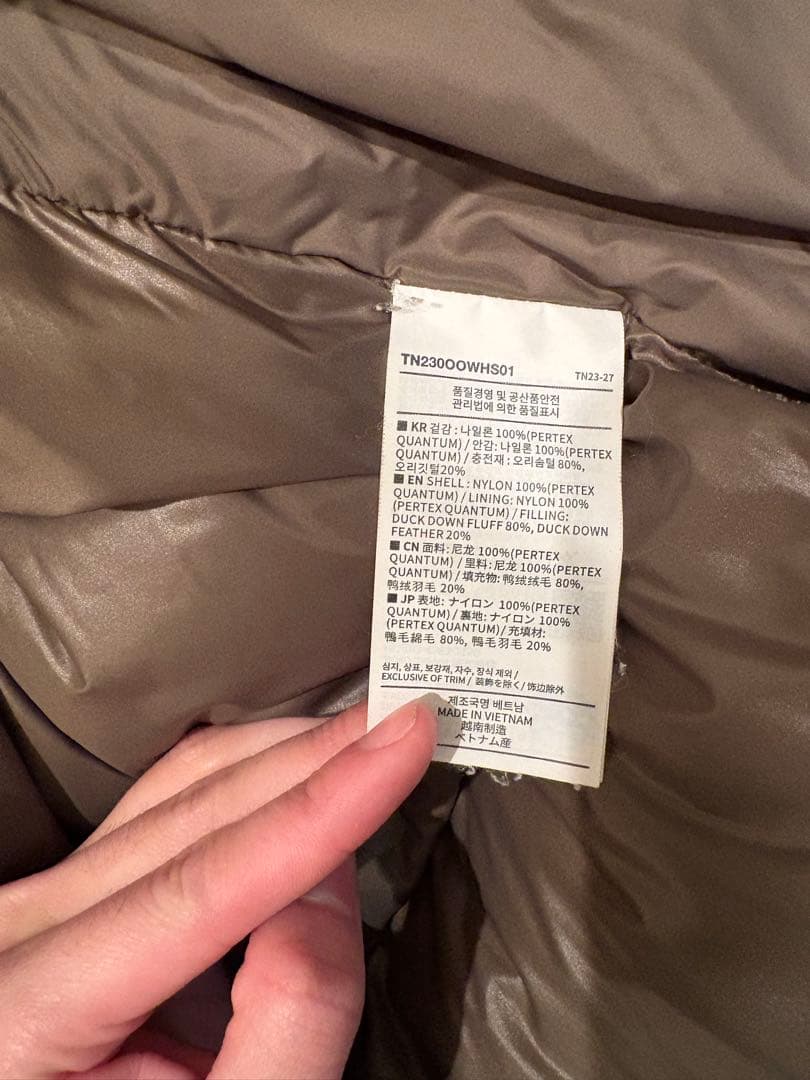 TN230OOWHS01 TN23-27
품질경영 및 공산품안전
관리법에 의한 품질표시
■ KR 겉감 : 나일론 100%(PERTEX
QUANTUM) / 안감: 나일론 100%(PERTEX
QUANTUM) / 충전재 : 오리솜털 80%,
오리깃털20%
■ EN SHELL : NYLON 100%(PERTEX
QUANTUM) / LINING: NYLON 100%
(PERTEX QUANTUM) / FILLING:
DUCK DOWN FLUFF 80%, DUCK DOWN
FEATHER 20%
■ CN 面料: 尼龙 100%(PERTEX
QUANTUM) / 里料: 尼龙 100%(PERTEX
QUANTUM) / 填充物: 鸭绒绒毛 80%,
鸭绒羽毛 20%
■ JP 表地: ナイロン 100%(PERTEX
QUANTUM) / 裏地: ナイロン 100%
(PERTEX QUANTUM) / 充填材:
鴨毛綿毛 80%, 鴨毛羽毛 20%
심지, 상표, 보강재, 자수, 장식 제외 /
EXCLUSIVE OF TRIM / 装飾を除く / 饰边除外
제조국명 베트남
MADE IN VIETNAM
越南制造
ベトナム産